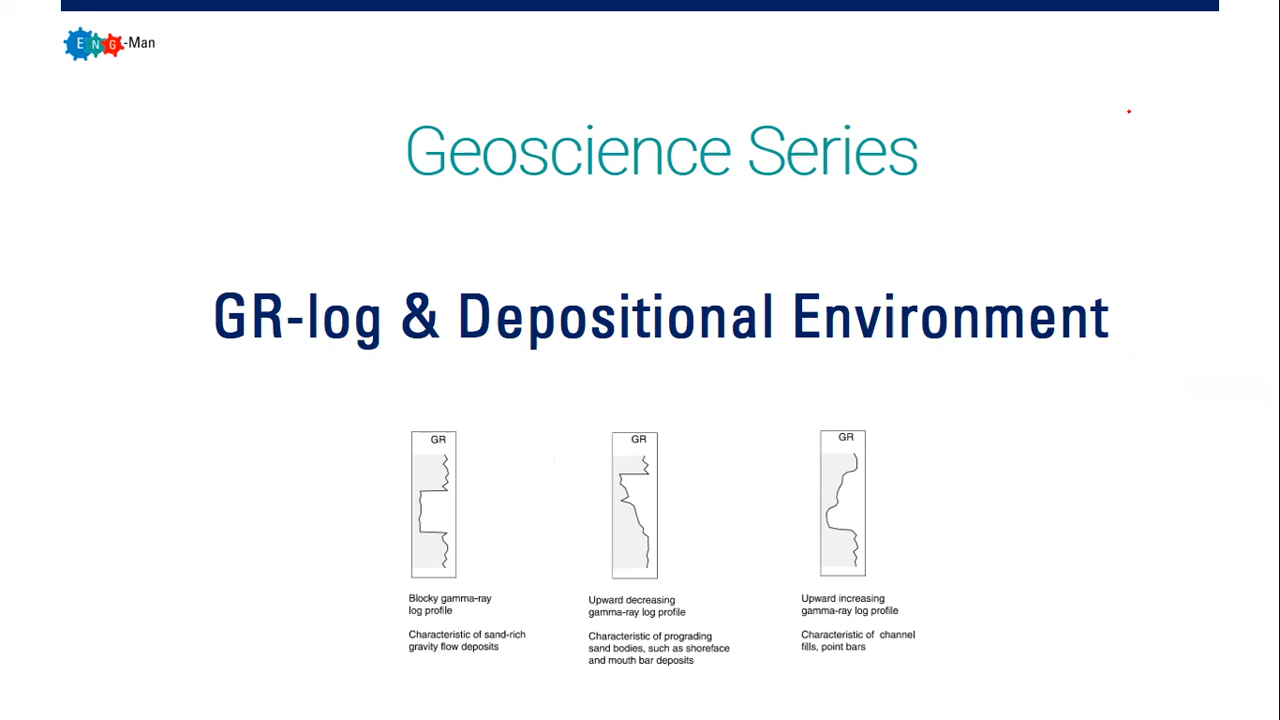 ENG-Man
Geoscience Series
GR-log & Depositional Environment
GR
GR
GR
Blocky gamma-ray
log profile
Characteristic of sand-rich
gravity flow deposits
Upward decreasing
gamma-ray log profile
Characteristic of prograding
sand bodies, such as shoreface
and mouth bar deposits
Upward increasing
gamma-ray log profile
Characteristic of channel
fills, point bars